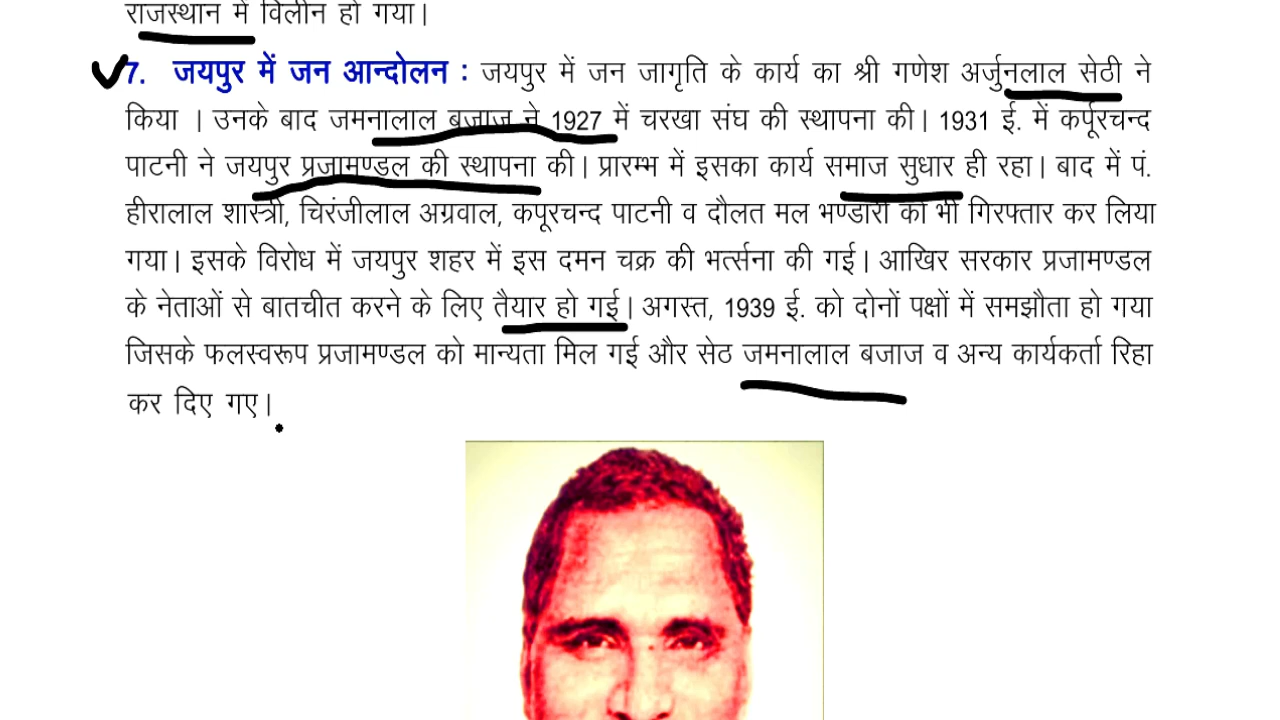 राजस्थान में विलीन हो गया।
7. जयपुर में जन आन्दोलन : जयपुर में जन जागृति के कार्य का श्री गणेश अर्जुनलाल सेठी ने
किया । उनके बाद जमनालाल बजाज ने 1927 में चरखा संघ की स्थापना की। 1931 ई. में कर्पूरचन्द
पाटनी ने जयपुर प्रजामण्डल की स्थापना की। प्रारम्भ में इसका कार्य समाज सुधार ही रहा। बाद में पं.
हीरालाल शास्त्री, चिरंजीलाल अग्रवाल, कपूरचन्द पाटनी व दौलत मल भण्डारी को भी गिरफ्तार कर लिया
गया। इसके विरोध में जयपुर शहर में इस दमन चक्र की भर्त्सना की गई। आखिर सरकार प्रजामण्डल
के नेताओं से बातचीत करने के लिए तैयार हो गई। अगस्त, 1939 ई. को दोनों पक्षों में समझौता हो गया
जिसके फलस्वरूप प्रजामण्डल को मान्यता मिल गई और सेठ जमनालाल बजाज व अन्य कार्यकर्ता रिहा
कर दिए गए।